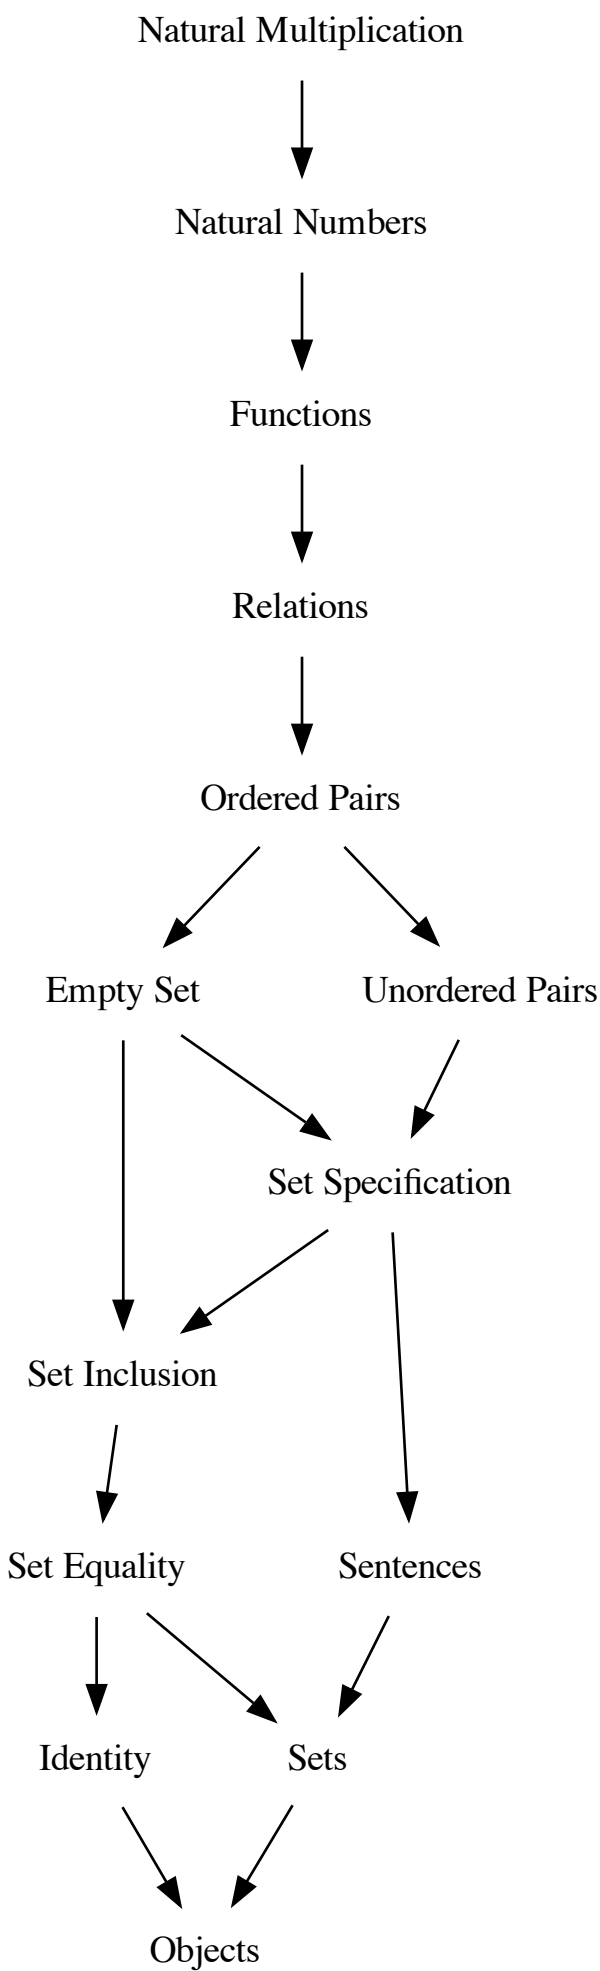 Natural Multiplication
Natural Numbers
Functions
Relations
Ordered Pairs
Empty Set
Unordered Pairs
Set Specification
Set Inclusion
Set Equality
Sentences
Identity
Sets
Objects